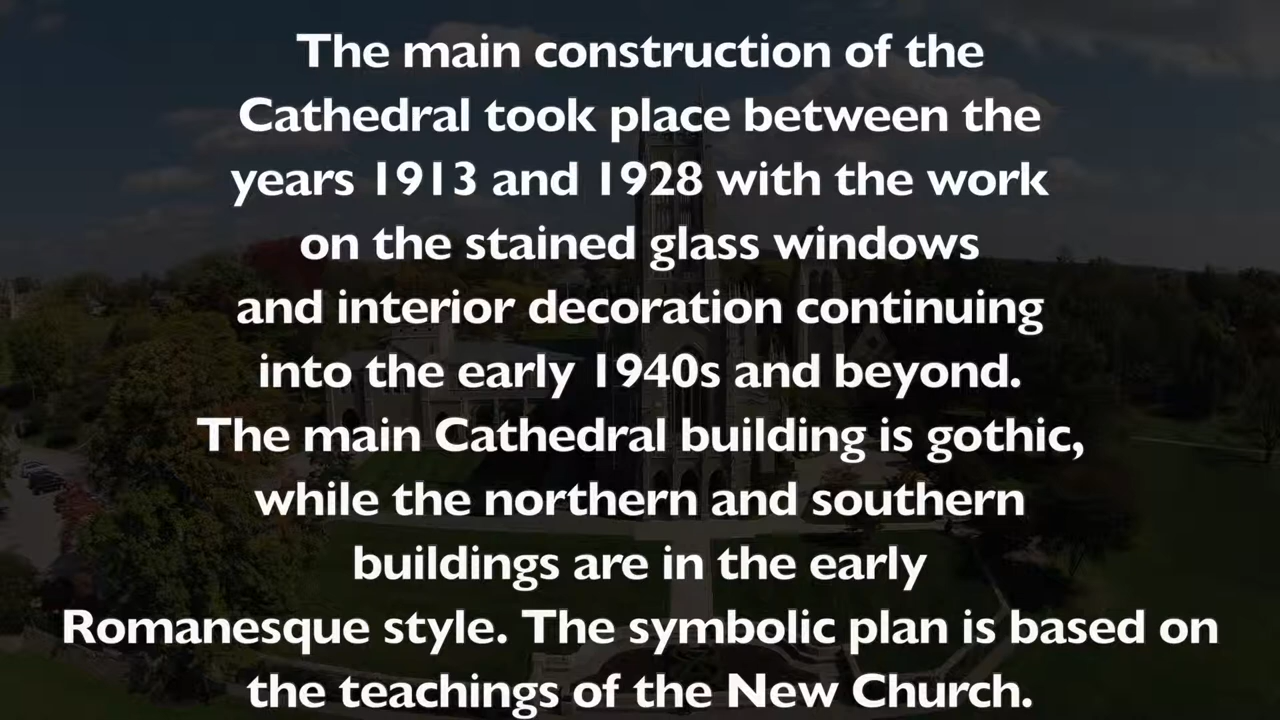 The main construction of the
Cathedral took place between the
years 1913 and 1928 with the work
on the stained glass windows
and interior decoration continuing
into the early 1940s and beyond.
The main Cathedral building is gothic,
while the northern and southern
buildings are in the early
Romanesque style. The symbolic plan is based on
the teachings of the New Church.